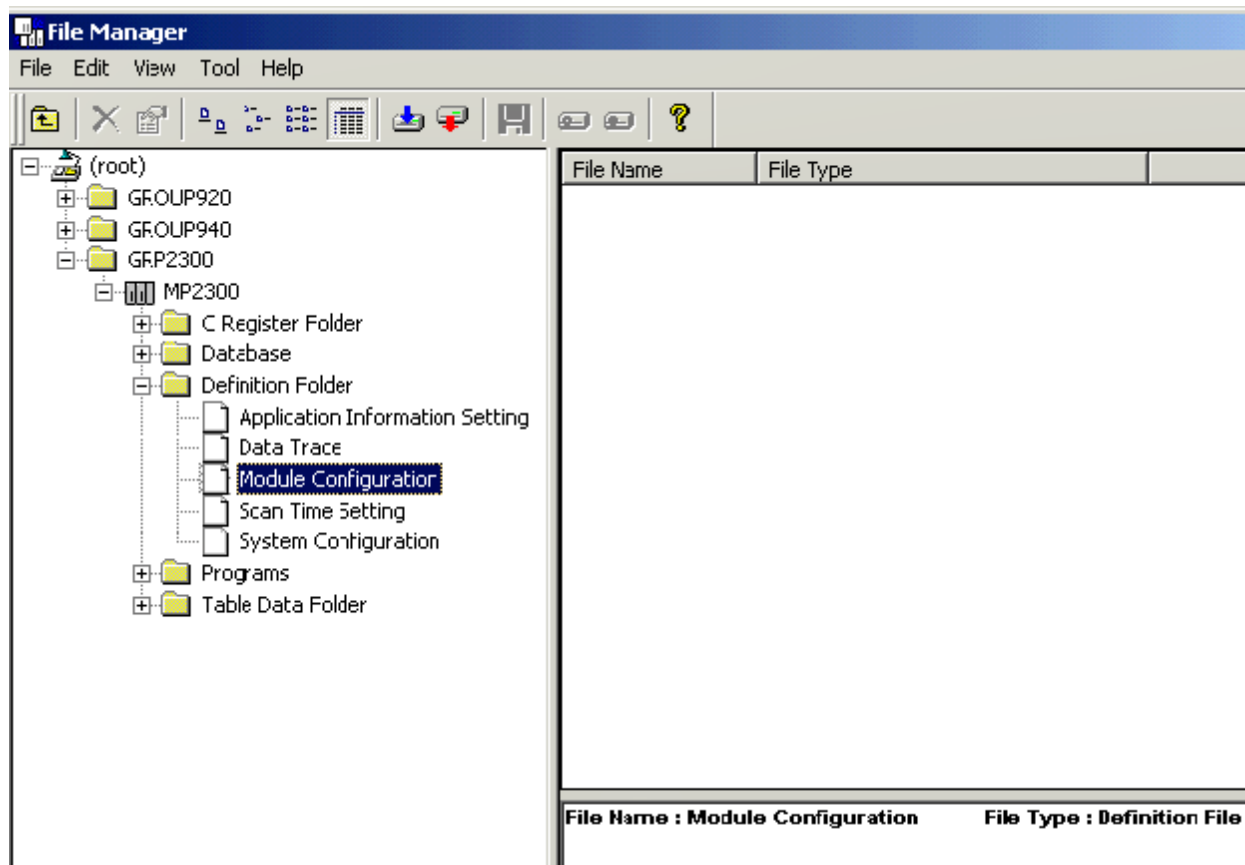 File Manager
File Edit View Tool Help
(root)
GROUP920
GROUP940
GRP2300
MP2300
C Register Folder
Database
Definition Folder
Application Information Setting
Data Trace
Module Configuration
Scan Time Setting
System Configuration
Programs
Table Data Folder
File Name File Type
File Name : Module Configuration File Type : Definition File